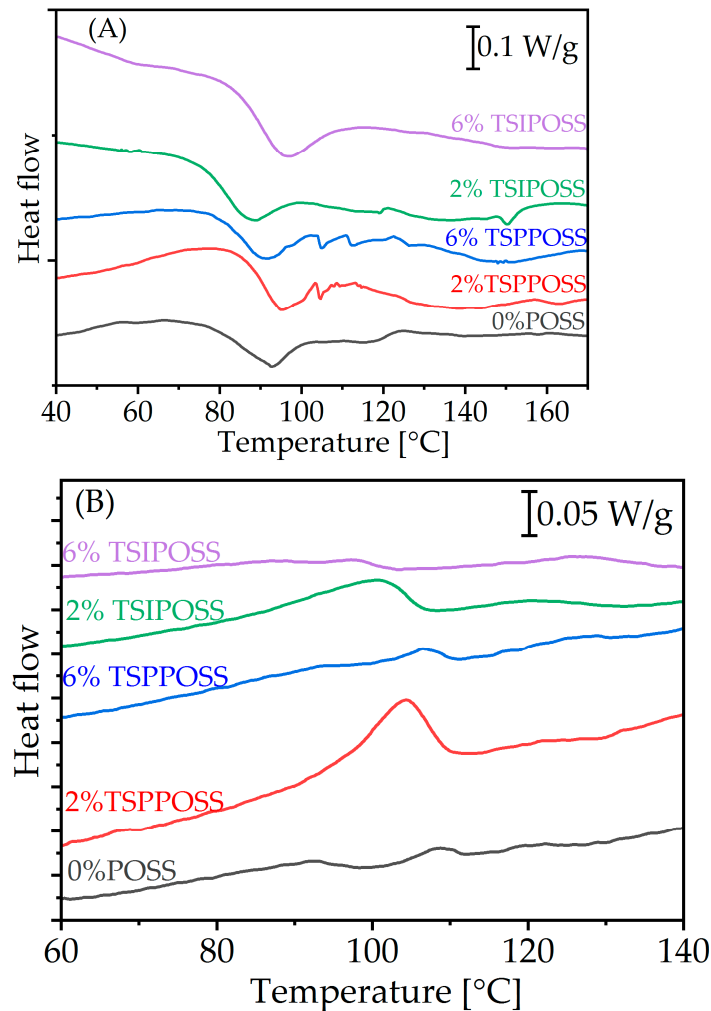 (A)
0.1 W/g
6% TSIPOSS
2% TSIPOSS
6% TSPPOSS
2%TSPPOSS
0%POSS
Heat flow
40 60 80 100 120 140 160
Temperature [°C]
(B)
0.05 W/g
6% TSIPOSS
2% TSIPOSS
6% TSPPOSS
2%TSPPOSS
0%POSS
Heat flow
60 80 100 120 140
Temperature [°C]